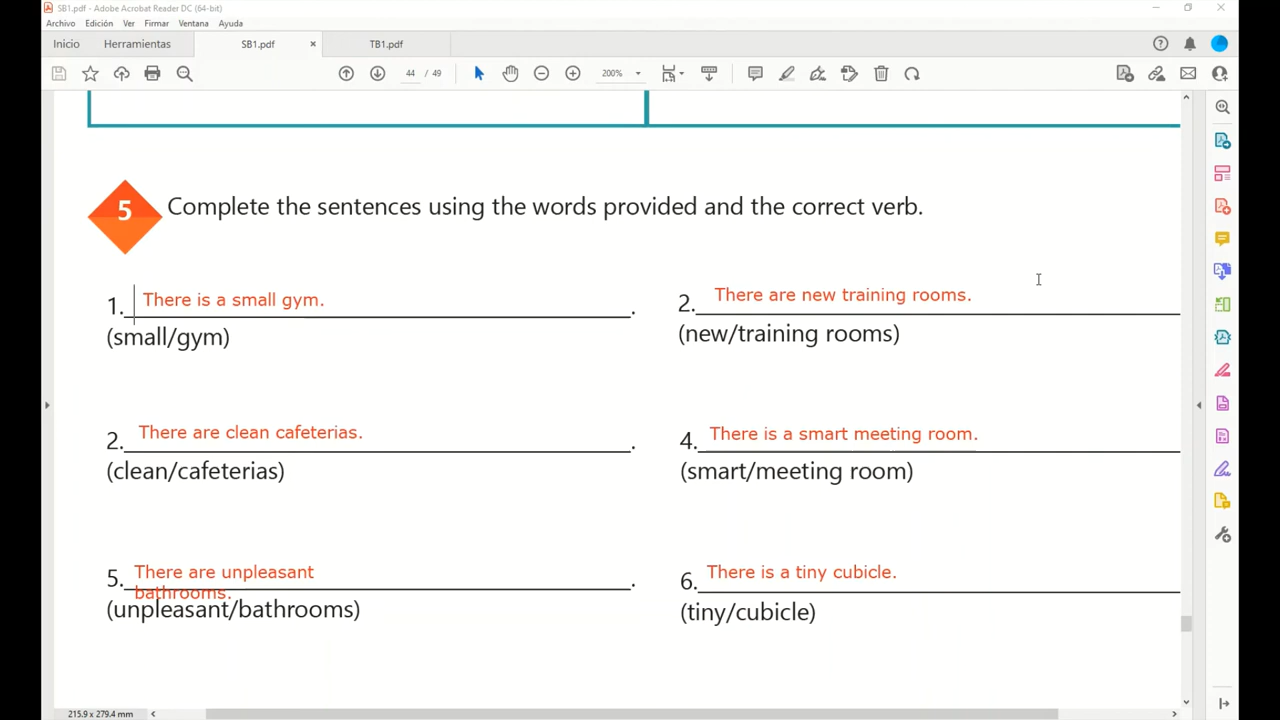 SB1.pdf - Adobe Acrobat Reader DC (64-bit)
Archivo Edición Ver Firmar Ventana Ayuda
Inicio Herramientas SB1.pdf × TB1.pdf
44 / 49 200%
5 Complete the sentences using the words provided and the correct verb.
1. There is a small gym. .
(small/gym)
2. There are new training rooms.
(new/training rooms)
2. There are clean cafeterias. .
(clean/cafeterias)
4. There is a smart meeting room.
(smart/meeting room)
5. There are unpleasant .
bathrooms.
(unpleasant/bathrooms)
6. There is a tiny cubicle.
(tiny/cubicle)
215.9 x 279.4 mm